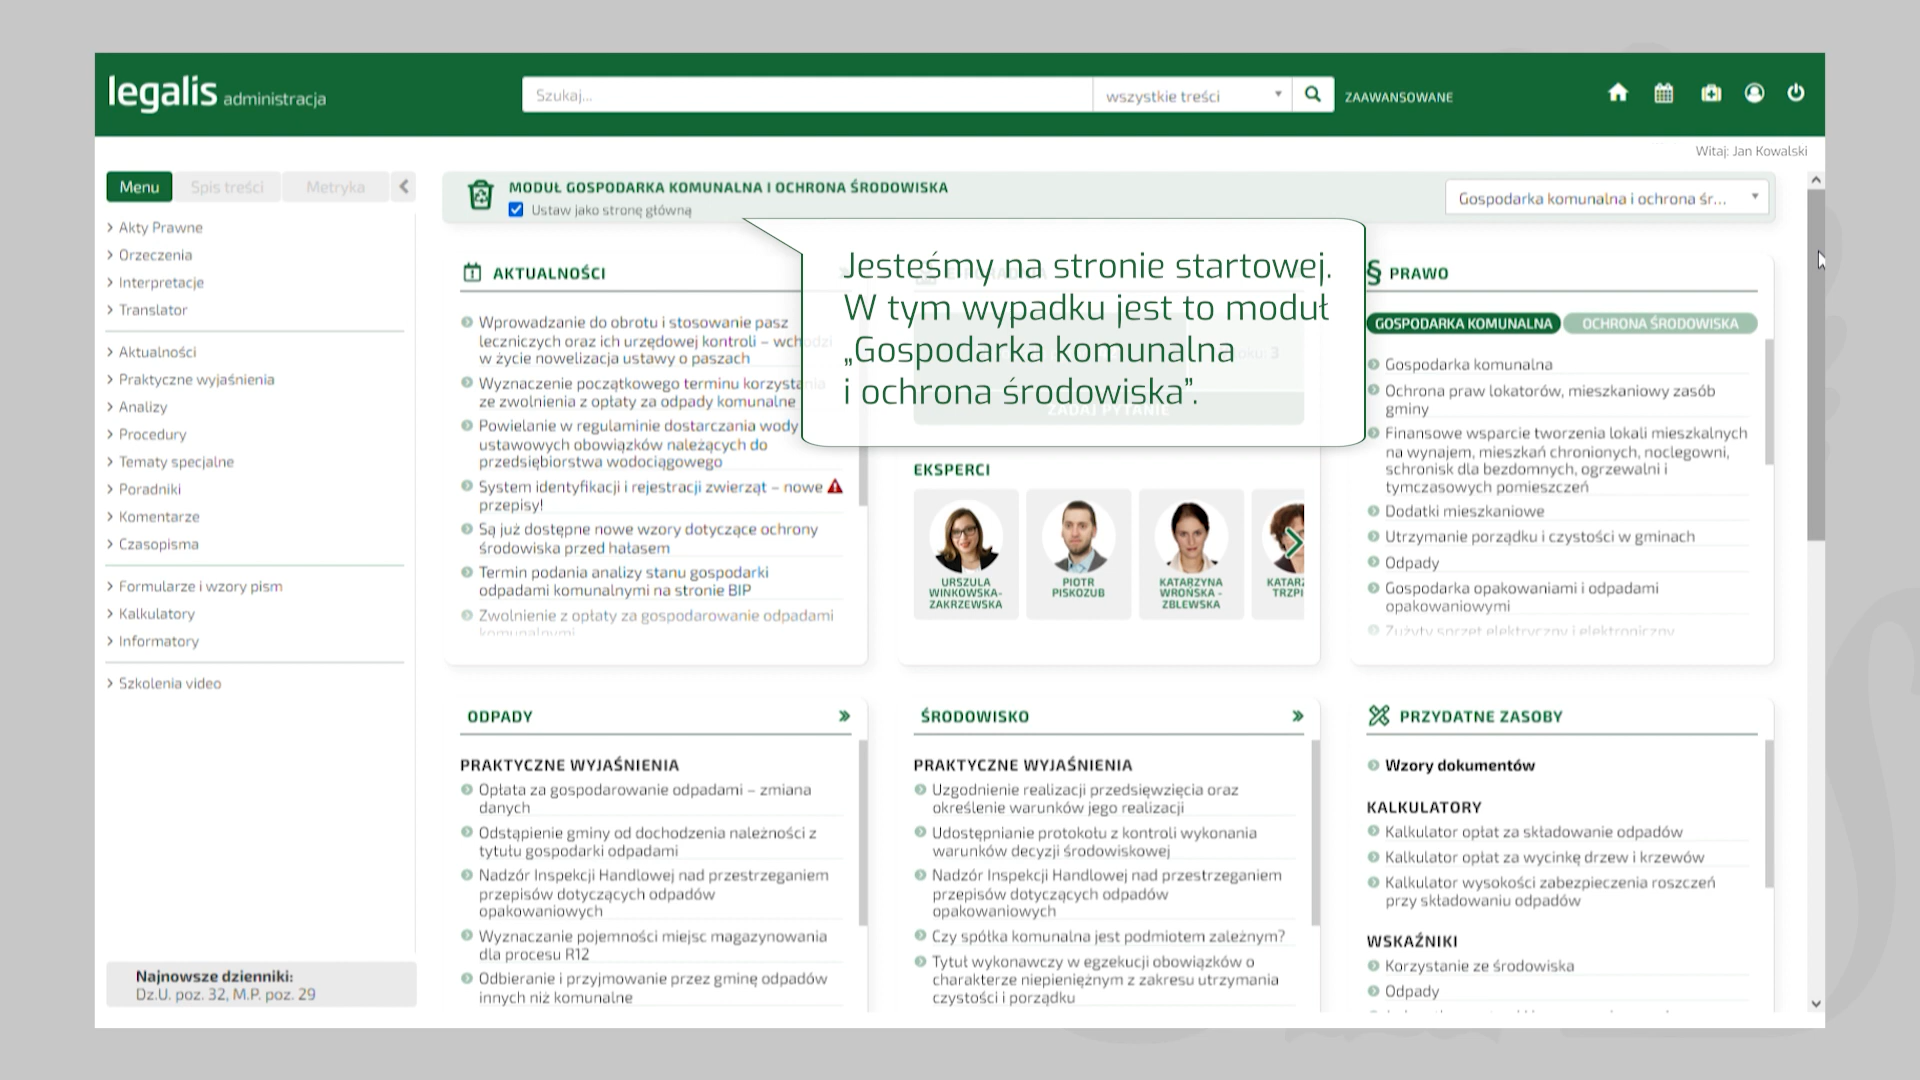 legalis administracja
Szukaj...
wszystkie treści
ZAAWANSOWANE
Witaj: Jan Kowalski
Menu
Spis treści
Metryka
Akty Prawne
Orzeczenia
Interpretacje
Translator
Aktualności
Praktyczne wyjaśnienia
Analizy
Procedury
Tematy specjalne
Poradniki
Komentarze
Czasopisma
Formularze i wzory pism
Kalkulatory
Informatory
Szkolenia video
Najnowsze dzienniki:
Dz.U. poz. 32, M.P. poz. 29
MODUŁ GOSPODARKA KOMUNALNA I OCHRONA ŚRODOWISKA
Ustaw jako stronę główną
Gospodarka komunalna i ochrona śr...
Jesteśmy na stronie startowej.
W tym wypadku jest to moduł
„Gospodarka komunalna
i ochrona środowiska”.
AKTUALNOŚCI
Wprowadzanie do obrotu i stosowanie pasz
leczniczych oraz ich urzędowej kontroli – wchodzi
w życie nowelizacja ustawy o paszach
Wyznaczenie początkowego terminu korzystania
ze zwolnienia z opłaty za odpady komunalne
Powielanie w regulaminie dostarczania wody
ustawowych obowiązków należących do
przedsiębiorstwa wodociągowego
System identyfikacji i rejestracji zwierząt – nowe
przepisy!
Są już dostępne nowe wzory dotyczące ochrony
środowiska przed hałasem
Termin podania analizy stanu gospodarki
odpadami komunalnymi na stronie BIP
Zwolnienie z opłaty za gospodarowanie odpadami
komunalnymi
ZADAJ PYTANIE
EKSPERCI
URSZULA
WINKOWSKA-
ZAKRZEWSKA
PIOTR
PISKOZUB
KATARZYNA
WROŃSKA -
ZBLEWSKA
KATARZ
TRZPI
§ PRAWO
GOSPODARKA KOMUNALNA
OCHRONA ŚRODOWISKA
Gospodarka komunalna
Ochrona praw lokatorów, mieszkaniowy zasób
gminy
Finansowe wsparcie tworzenia lokali mieszkalnych
na wynajem, mieszkań chronionych, noclegowni,
schronisk dla bezdomnych, ogrzewalni i
tymczasowych pomieszczeń
Dodatki mieszkaniowe
Utrzymanie porządku i czystości w gminach
Odpady
Gospodarka opakowaniami i odpadami
opakowaniowymi
Zużyty sprzęt elektryczny i elektroniczny
ODPADY
PRAKTYCZNE WYJAŚNIENIA
Opłata za gospodarowanie odpadami – zmiana
danych
Odstąpienie gminy od dochodzenia należności z
tytułu gospodarki odpadami
Nadzór Inspekcji Handlowej nad przestrzeganiem
przepisów dotyczących odpadów
opakowaniowych
Wyznaczanie pojemności miejsc magazynowania
dla procesu R12
Odbieranie i przyjmowanie przez gminę odpadów
innych niż komunalne
ŚRODOWISKO
PRAKTYCZNE WYJAŚNIENIA
Uzgodnienie realizacji przedsięwzięcia oraz
określenie warunków jego realizacji
Udostępnianie protokołu z kontroli wykonania
warunków decyzji środowiskowej
Nadzór Inspekcji Handlowej nad przestrzeganiem
przepisów dotyczących odpadów
opakowaniowych
Czy spółka komunalna jest podmiotem zależnym?
Tytuł wykonawczy w egzekucji obowiązków o
charakterze niepieniężnym z zakresu utrzymania
czystości i porządku
PRZYDATNE ZASOBY
Wzory dokumentów
KALKULATORY
Kalkulator opłat za składowanie odpadów
Kalkulator opłat za wycinkę drzew i krzewów
Kalkulator wysokości zabezpieczenia roszczeń
przy składowaniu odpadów
WSKAŹNIKI
Korzystanie ze środowiska
Odpady